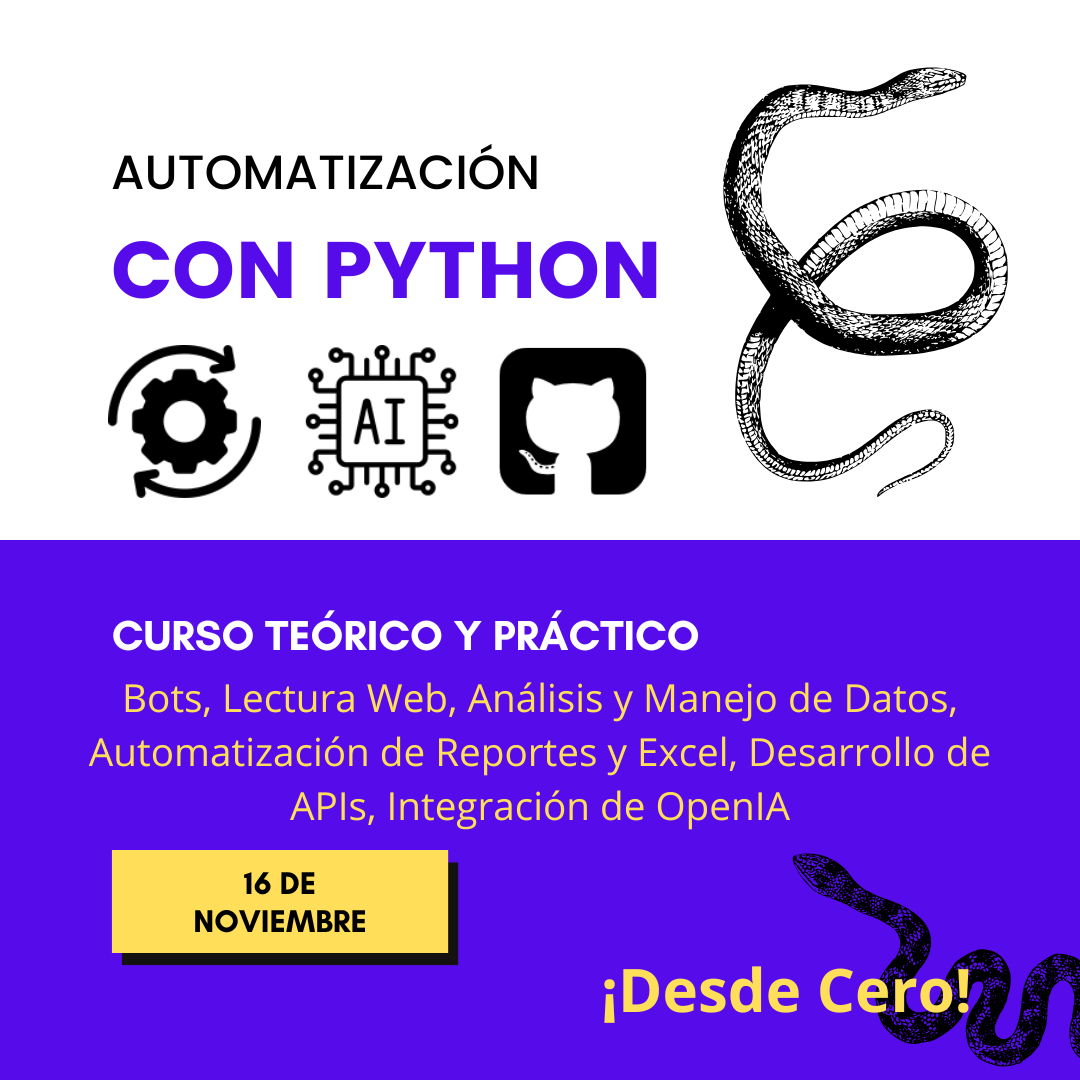 AUTOMATIZACIÓN
CON PYTHON
AI
CURSO TEÓRICO Y PRÁCTICO
Bots, Lectura Web, Análisis y Manejo de Datos,
Automatización de Reportes y Excel, Desarrollo de
APIs, Integración de OpenIA
16 DE
NOVIEMBRE
¡Desde Cero!